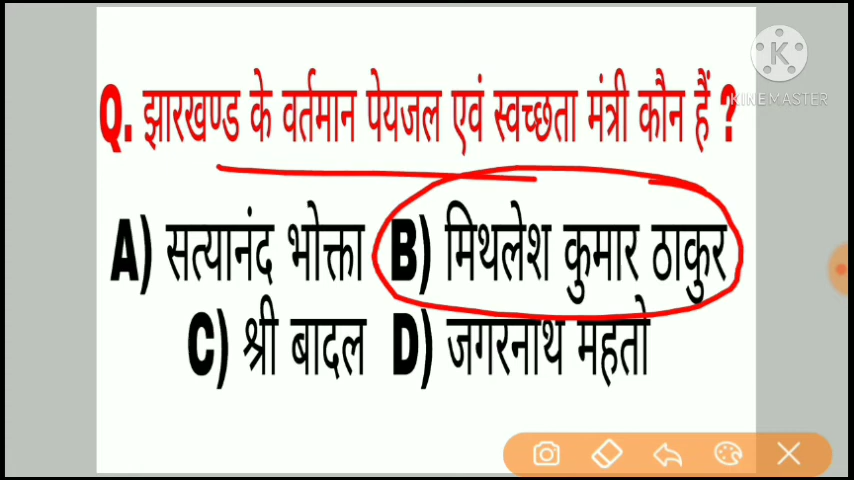 K
KINEMASTER
Q. झारखण्ड के वर्तमान पेयजल एवं स्वच्छता मंत्री कौन हैं ?
A) सत्यानंद भोक्ता B) मिथलेश कुमार ठाकुर
C) श्री बादल D) जगरनाथ महतो